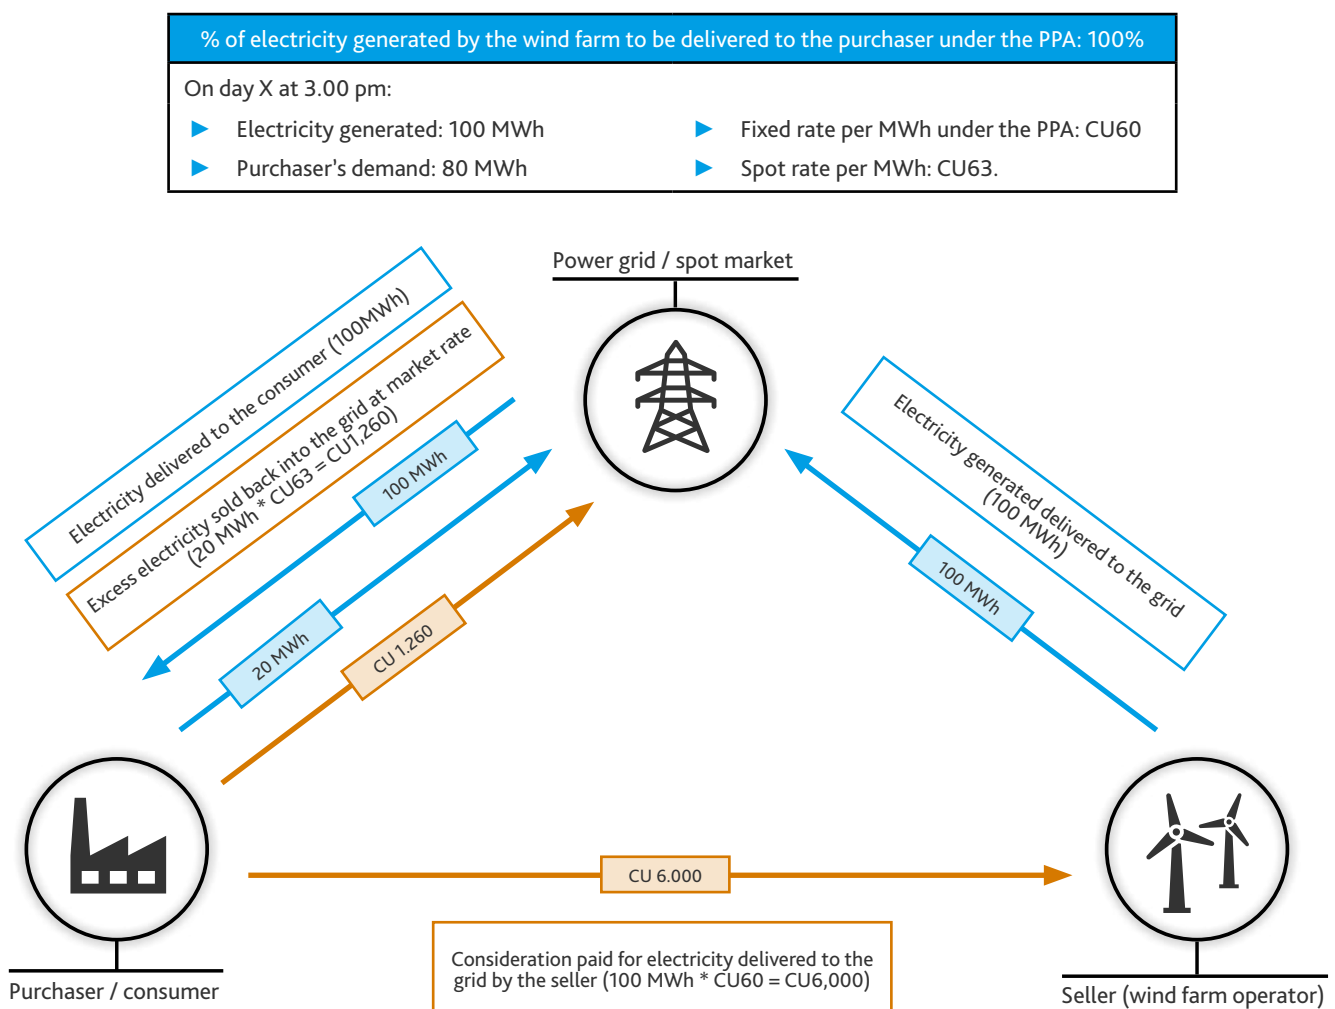 % of electricity generated by the wind farm to be delivered to the purchaser under the PPA: 100%
On day X at 3.00 pm:
Electricity generated: 100 MWh
Purchaser's demand: 80 MWh
Fixed rate per MWh under the PPA: CU60
Spot rate per MWh: CU63.
Power grid / spot market
Electricity delivered to the consumer (100MWh)
Excess electricity sold back into the grid at market rate
(20 MWh * CU63 = CU1,260)
100 MWh
20 MWh
CU 1.260
Electricity generated delivered to the grid
(100 MWh)
100 MWh
CU 6.000
Consideration paid for electricity delivered to the
grid by the seller (100 MWh * CU60 = CU6,000)
Purchaser / consumer
Seller (wind farm operator)